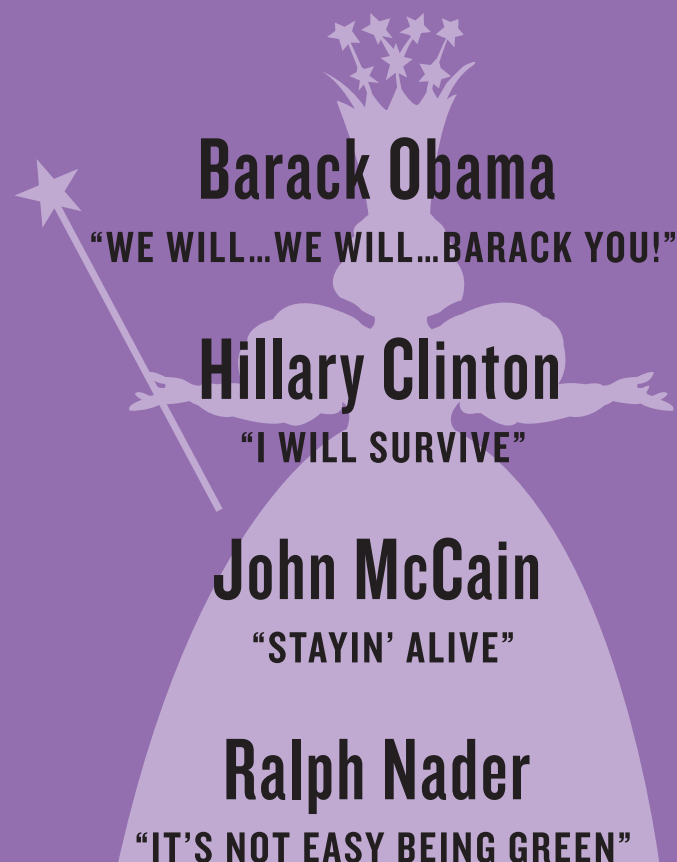 Barack Obama
“WE WILL...WE WILL...BARACK YOU!”
Hillary Clinton
“I WILL SURVIVE”
John McCain
“STAYIN’ ALIVE”
Ralph Nader
“IT’S NOT EASY BEING GREEN”